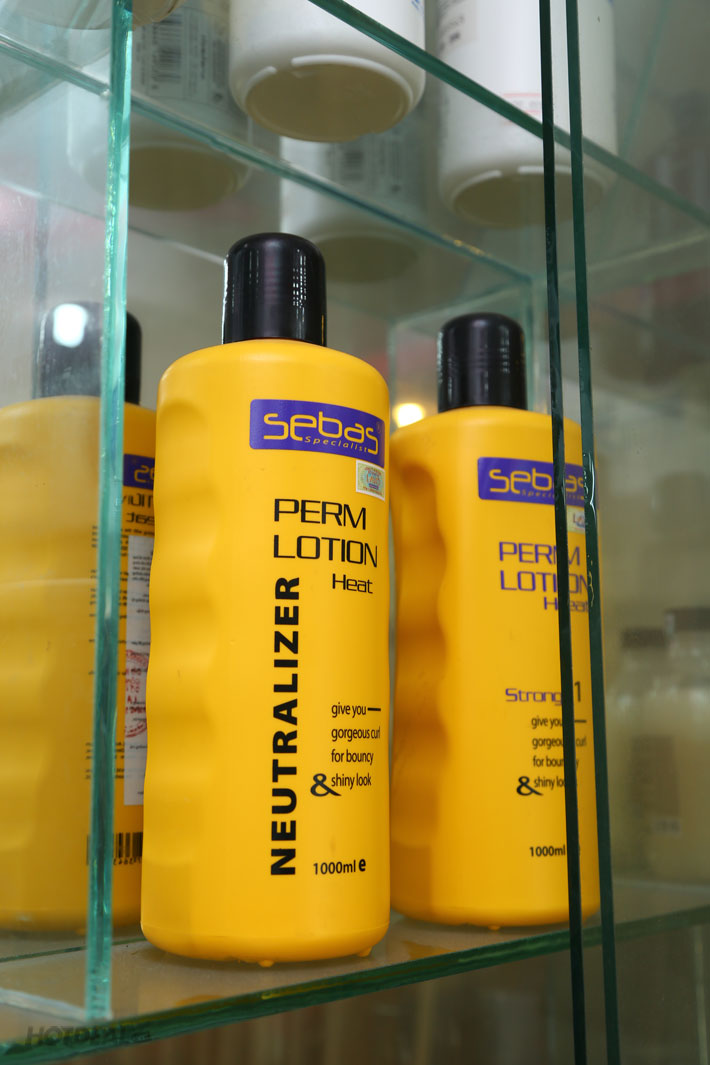 sebas
Specialist
PERM
LOTION
Heat
NEUTRALIZER
give you
gorgeous curl
for bouncy
& shiny look
1000ml e
sebas
Specialist
PERM
LOTION
Heat
Strong 1
give you
gorgeous curl
for bouncy
& shiny look
1000ml e